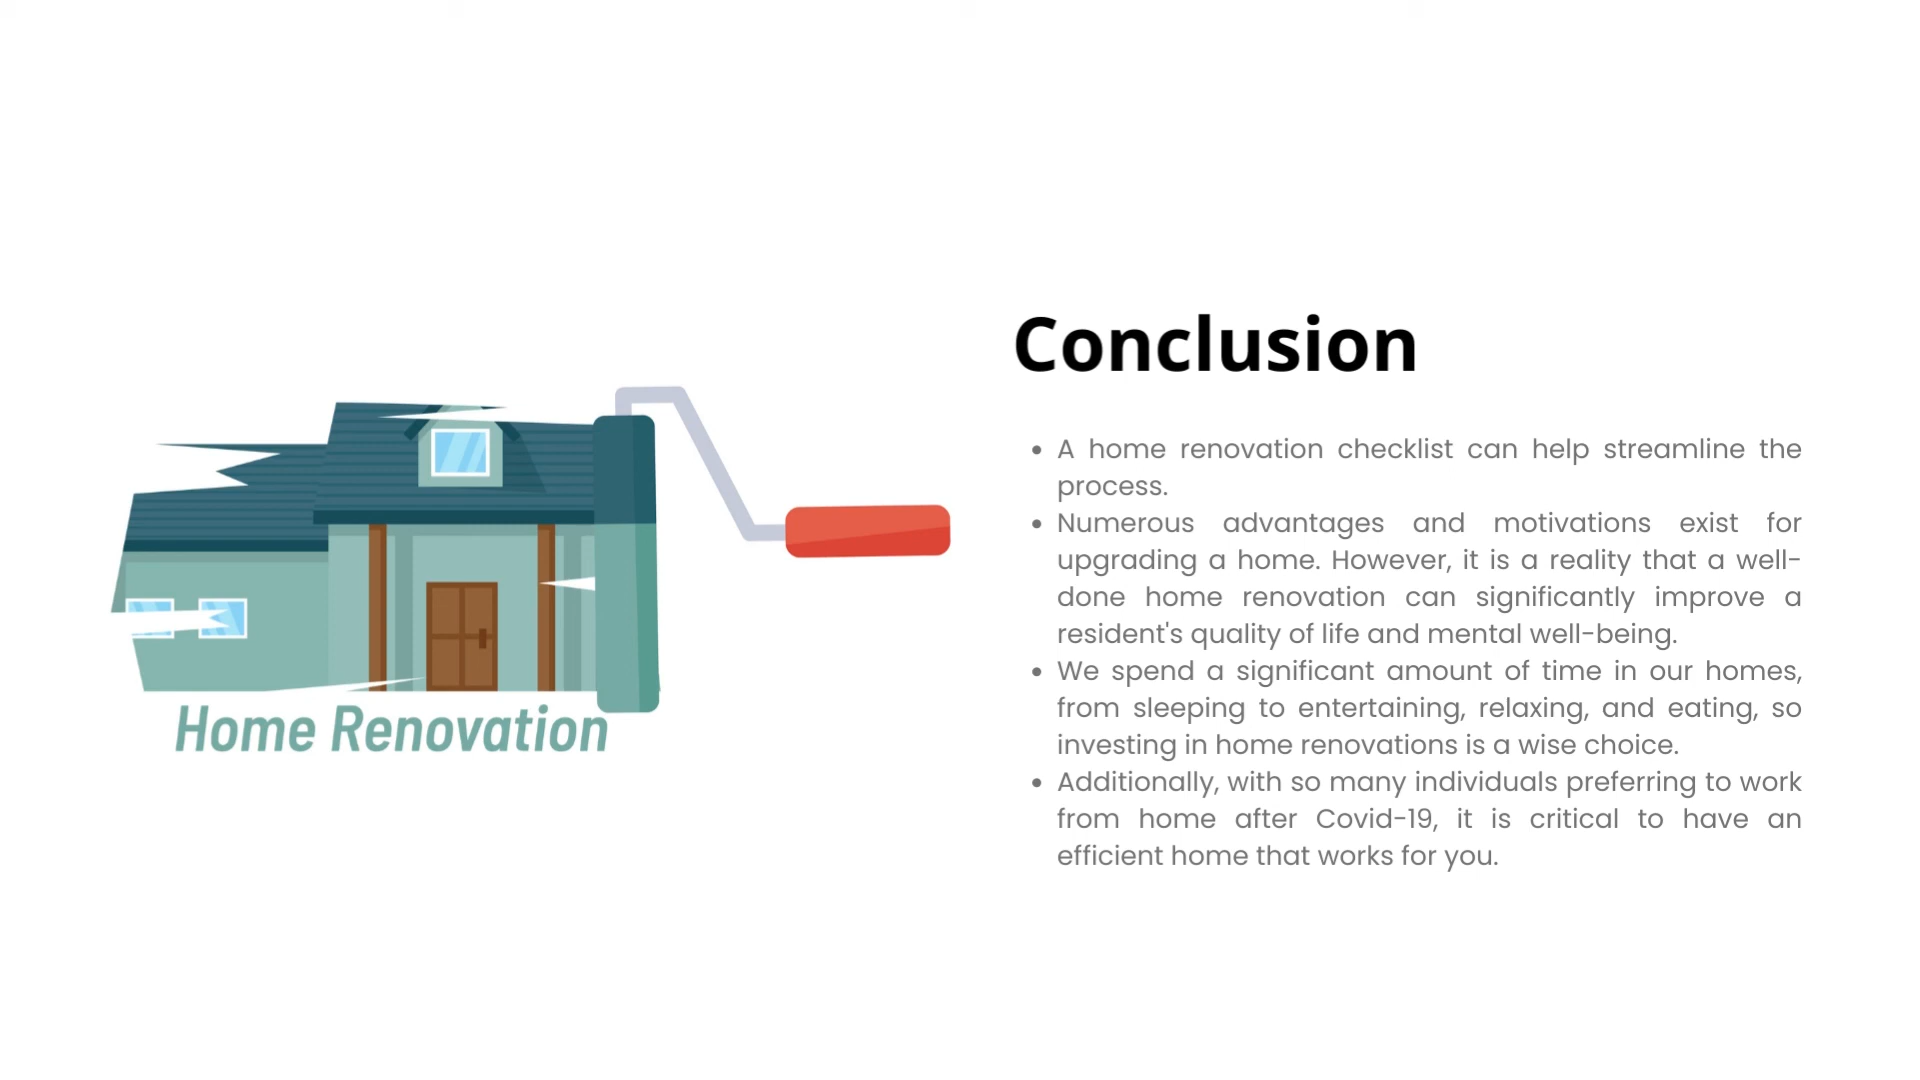 Home Renovation
Conclusion
• A home renovation checklist can help streamline the
process.
• Numerous advantages and motivations exist for
upgrading a home. However, it is a reality that a well-
done home renovation can significantly improve a
resident's quality of life and mental well-being.
• We spend a significant amount of time in our homes,
from sleeping to entertaining, relaxing, and eating, so
investing in home renovations is a wise choice.
• Additionally, with so many individuals preferring to work
from home after Covid-19, it is critical to have an
efficient home that works for you.